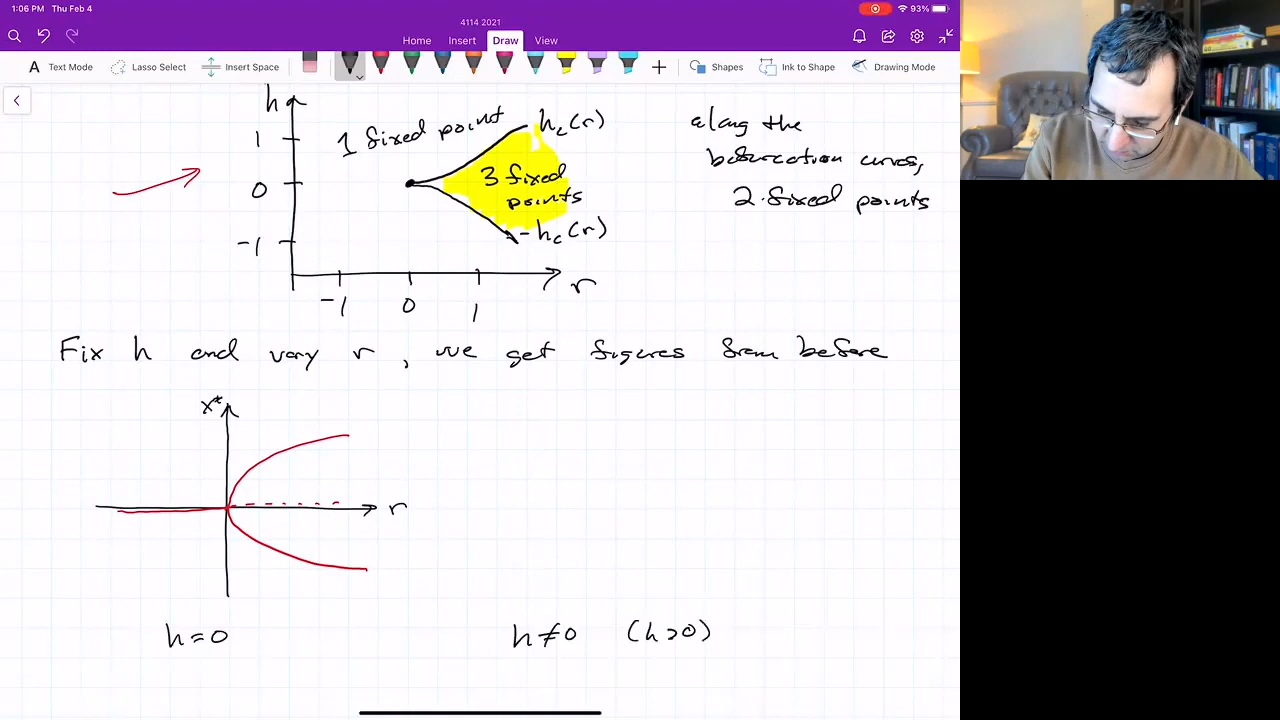 1:06 PM Thu Feb 4
93%
4114 2021
Home Insert Draw View
Text Mode Lasso Select Insert Space Shapes Ink to Shape Drawing Mode
h
1
0
-1
1 fixed point
hc(r)
3 fixed
points
-hc(r)
-1 0 1
r
along the
bifurcation curves,
2 fixed points
Fix h and vary r, we get figures from before
x*
r
h=0
h≠0 (h>0)